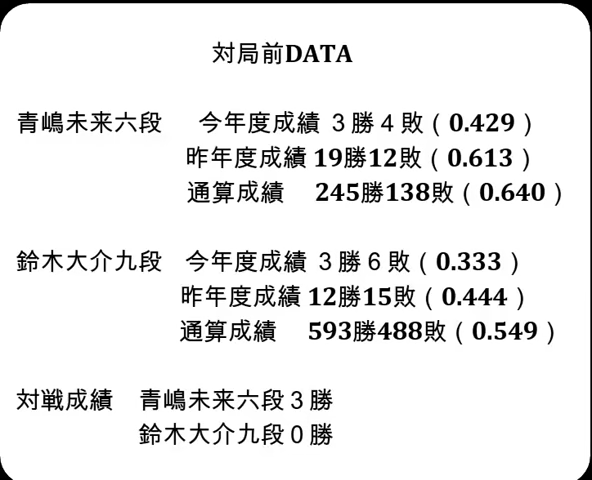 対局前DATA
青嶋未来六段 今年度成績 3勝4敗(0.429)
昨年度成績 19勝12敗(0.613)
通算成績 245勝138敗(0.640)
鈴木大介九段 今年度成績 3勝6敗(0.333)
昨年度成績 12勝15敗(0.444)
通算成績 593勝488敗(0.549)
対戦成績 青嶋未来六段3勝
鈴木大介九段0勝